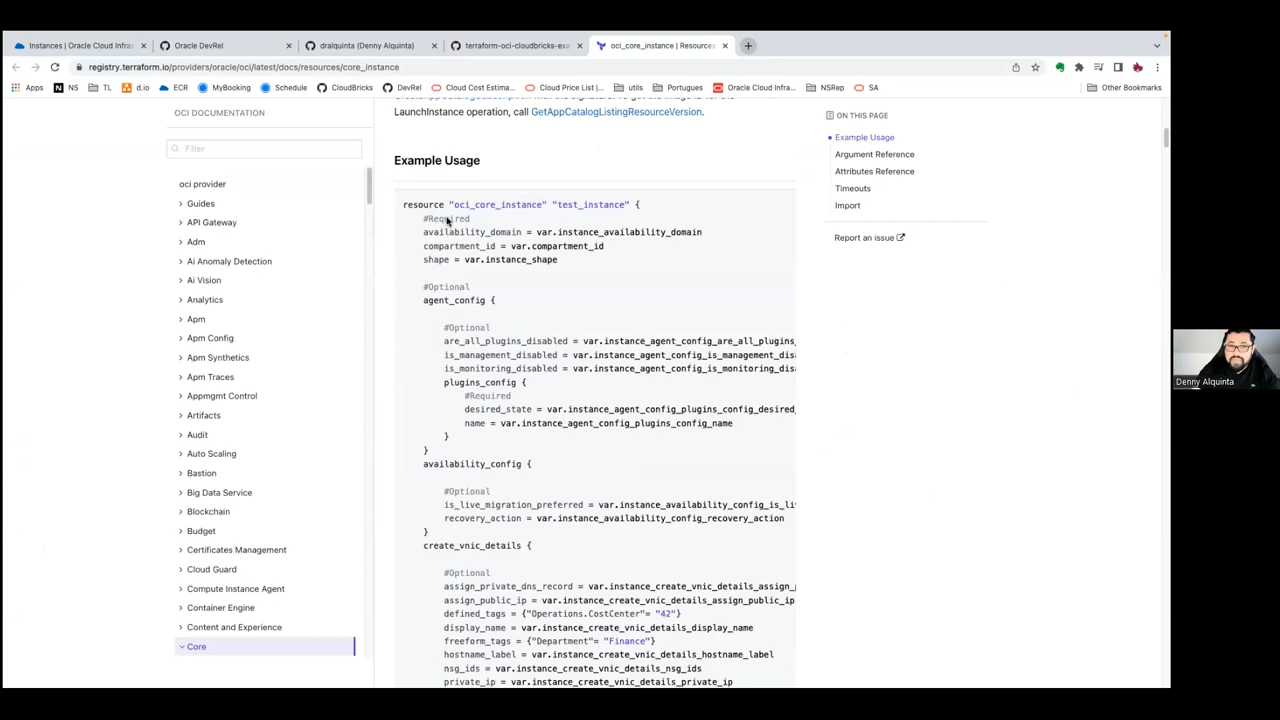 Instances | Oracle Cloud Infras
Oracle DevRel
dralquinta (Denny Alquinta)
terraform-oci-cloudbricks-exa
oci_core_instance | Resources
registry.terraform.io/providers/oracle/oci/latest/docs/resources/core_instance
Apps
NS
TL
d.io
ECR
MyBooking
Schedule
CloudBricks
DevRel
Cloud Cost Estima...
Cloud Price List |...
utils
Portugues
Oracle Cloud Infra...
NSRep
SA
Other Bookmarks
OCI DOCUMENTATION
Filter
oci provider
Guides
API Gateway
Adm
Ai Anomaly Detection
Ai Vision
Analytics
Apm
Apm Config
Apm Synthetics
Apm Traces
Appmgmt Control
Artifacts
Audit
Auto Scaling
Bastion
Big Data Service
Blockchain
Budget
Certificates Management
Cloud Guard
Compute Instance Agent
Container Engine
Content and Experience
Core
LaunchInstance operation, call GetAppCatalogListingResourceVersion.
Example Usage
resource "oci_core_instance" "test_instance" {
#Required
availability_domain = var.instance_availability_domain
compartment_id = var.compartment_id
shape = var.instance_shape
#Optional
agent_config {
#Optional
are_all_plugins_disabled = var.instance_agent_config_are_all_plugins_
is_management_disabled = var.instance_agent_config_is_management_disa
is_monitoring_disabled = var.instance_agent_config_is_monitoring_disa
plugins_config {
#Required
desired_state = var.instance_agent_config_plugins_config_desired_
name = var.instance_agent_config_plugins_config_name
}
}
availability_config {
#Optional
is_live_migration_preferred = var.instance_availability_config_is_liv
recovery_action = var.instance_availability_config_recovery_action
}
create_vnic_details {
#Optional
assign_private_dns_record = var.instance_create_vnic_details_assign_p
assign_public_ip = var.instance_create_vnic_details_assign_public_ip
defined_tags = {"Operations.CostCenter"= "42"}
display_name = var.instance_create_vnic_details_display_name
freeform_tags = {"Department"= "Finance"}
hostname_label = var.instance_create_vnic_details_hostname_label
nsg_ids = var.instance_create_vnic_details_nsg_ids
private_ip = var.instance_create_vnic_details_private_ip
ON THIS PAGE
Example Usage
Argument Reference
Attributes Reference
Timeouts
Import
Report an issue
Denny Alquinta